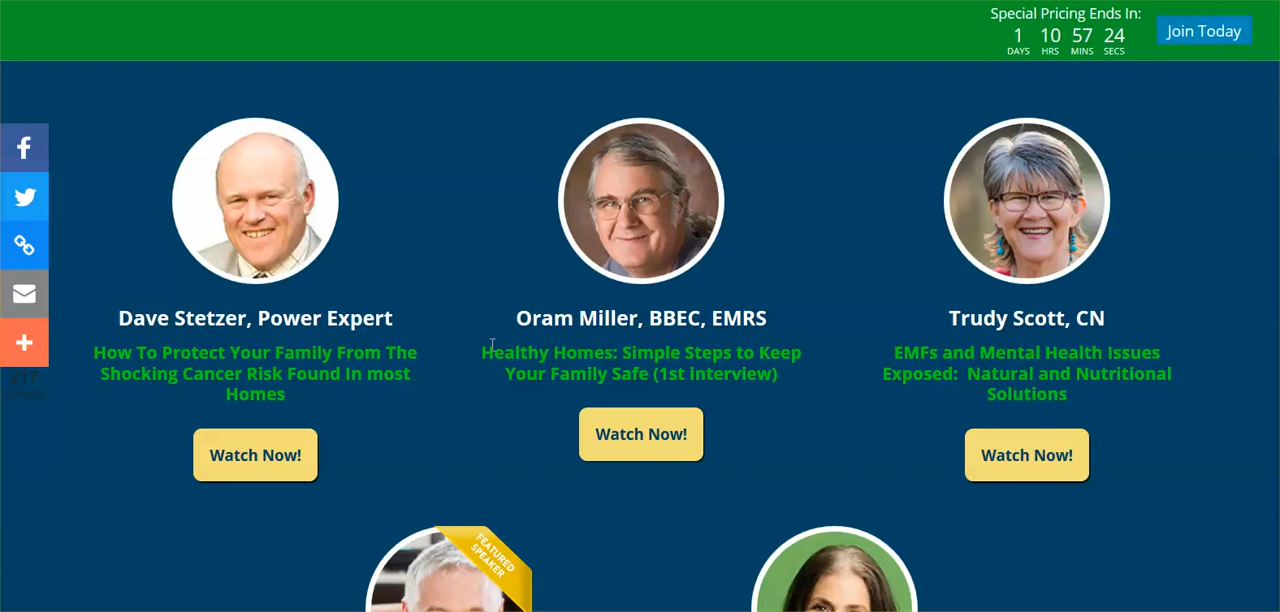 Special Pricing Ends In:
1 10 57 24
DAYS HRS MINS SECS
Join Today
Dave Stetzer, Power Expert
How To Protect Your Family From The
Shocking Cancer Risk Found In most
Homes
Watch Now!
Oram Miller, BBEC, EMRS
Healthy Homes: Simple Steps to Keep
Your Family Safe (1st interview)
Watch Now!
Trudy Scott, CN
EMFs and Mental Health Issues
Exposed:  Natural and Nutritional
Solutions
Watch Now!
217
FEATURED
SPEAKER